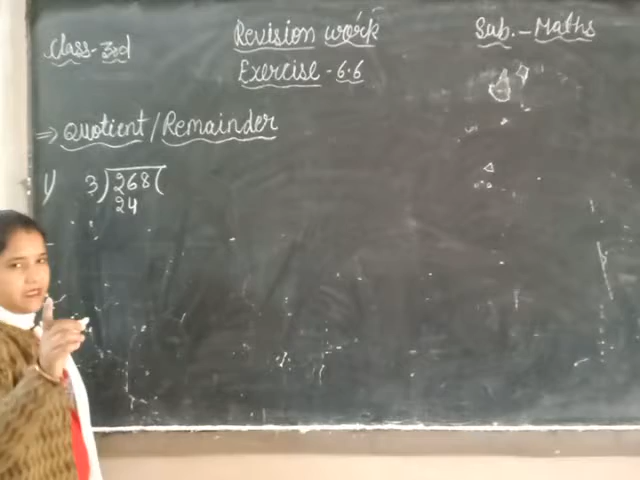 Class-3rd
Revision work
Sub.-Maths
Exercise-6.6
⇒ Quotient/Remainder
1) 3)268(
24